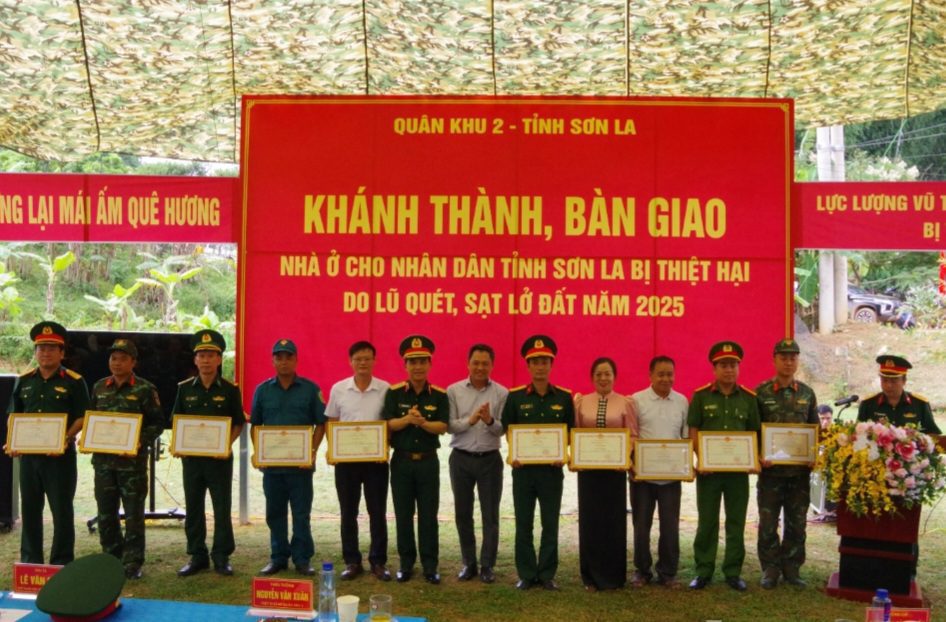 QUÂN KHU 2 - TỈNH SƠN LA
KHÁNH THÀNH, BÀN GIAO
NHÀ Ở CHO NHÂN DÂN TỈNH SƠN LA BỊ THIỆT HẠI
DO LŨ QUÉT, SẠT LỞ ĐẤT NĂM 2025
LẠI MÁI ẤM QUÊ HƯƠNG
LỰC LƯỢNG VŨ
BỊ
LÊ VĂN
NGUYỄN VĂN XUÂN